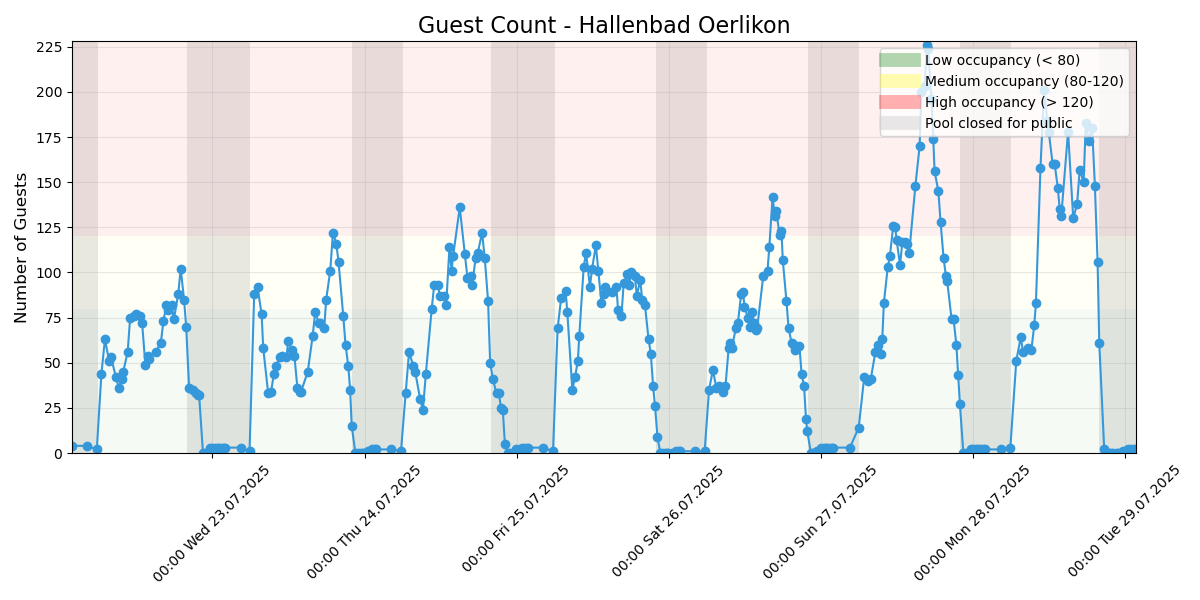 Guest Count - Hallenbad Oerlikon
Number of Guests
225
200
175
150
125
100
75
50
25
0
Low occupancy (< 80)
Medium occupancy (80-120)
High occupancy (> 120)
Pool closed for public
00:00 Wed 23.07.2025
00:00 Thu 24.07.2025
00:00 Fri 25.07.2025
00:00 Sat 26.07.2025
00:00 Sun 27.07.2025
00:00 Mon 28.07.2025
00:00 Tue 29.07.2025